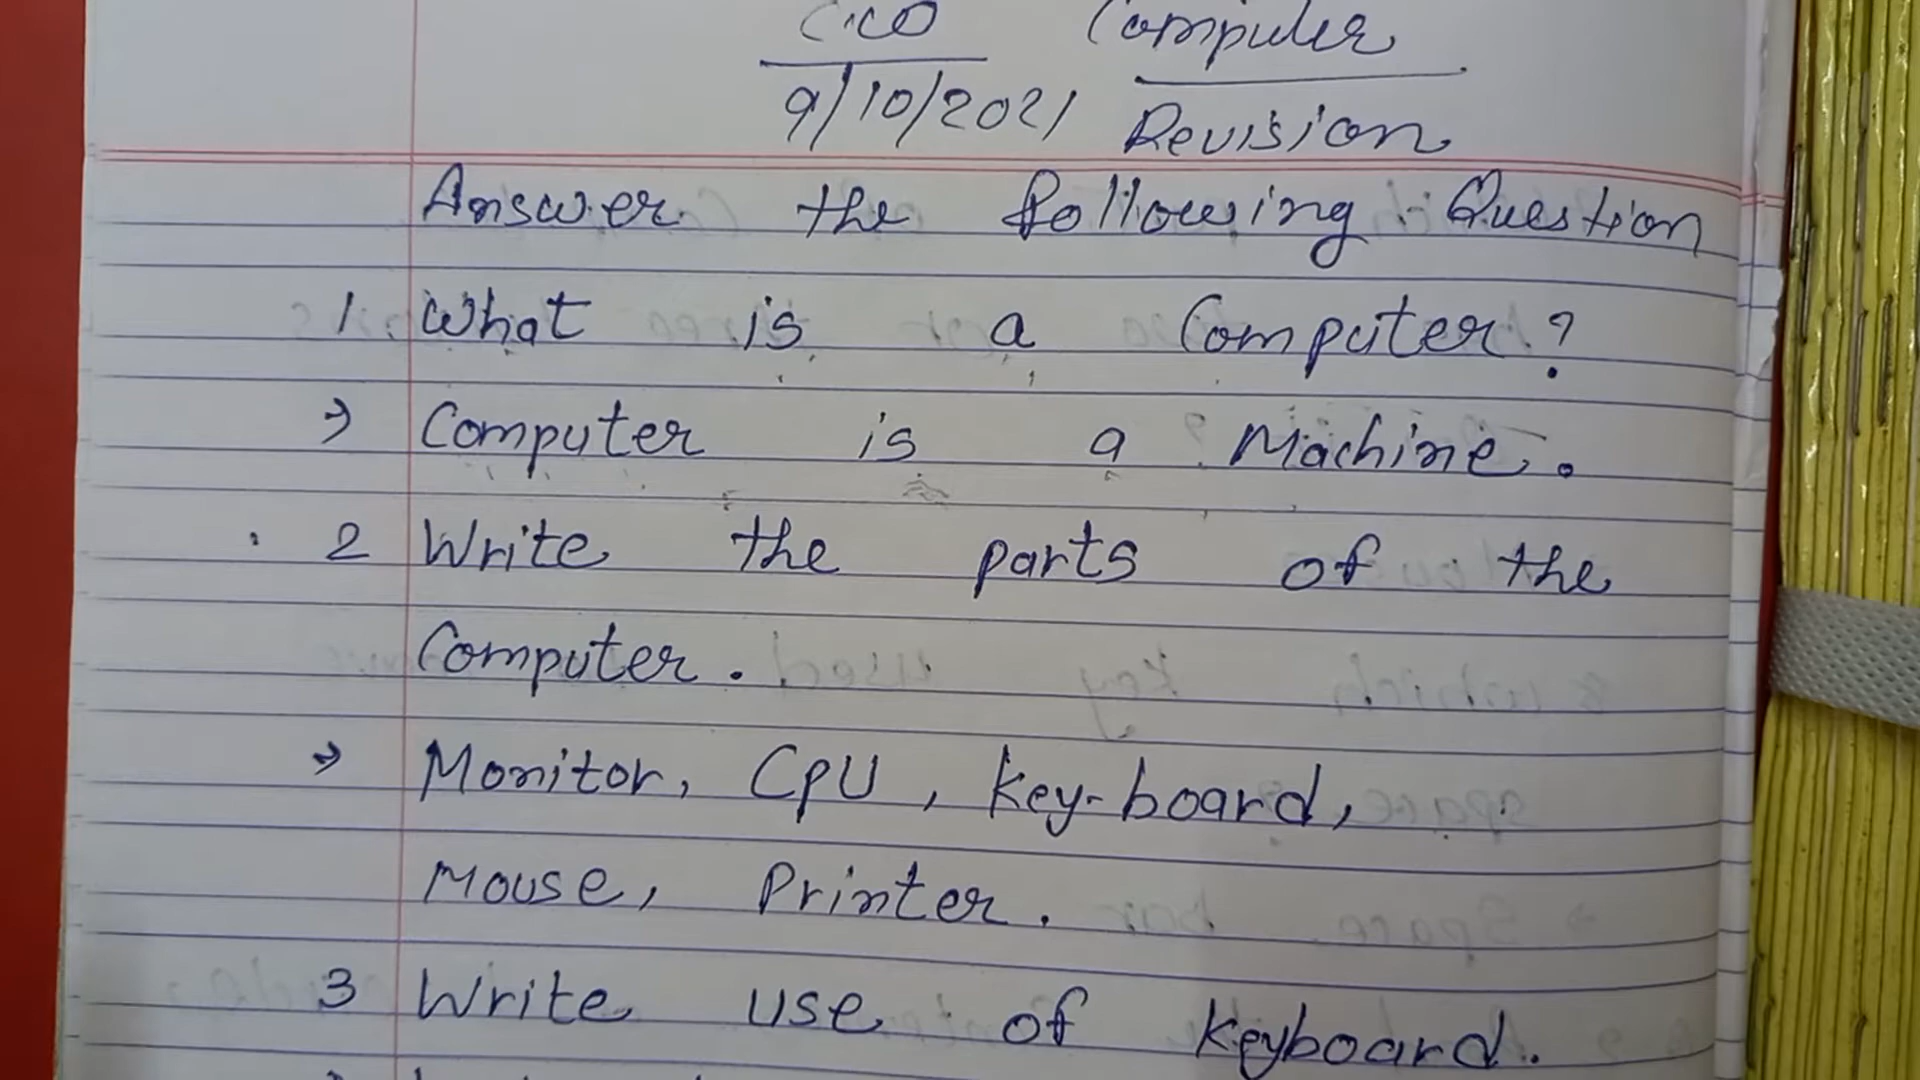 Computer
9/10/2021 Revision
Answer the following Question
1. What is a Computer?
→ Computer is a Machine.
2 Write the parts of the
Computer.
→ Monitor, CPU, key-board,
Mouse, Printer.
3 Write use of keyboard.